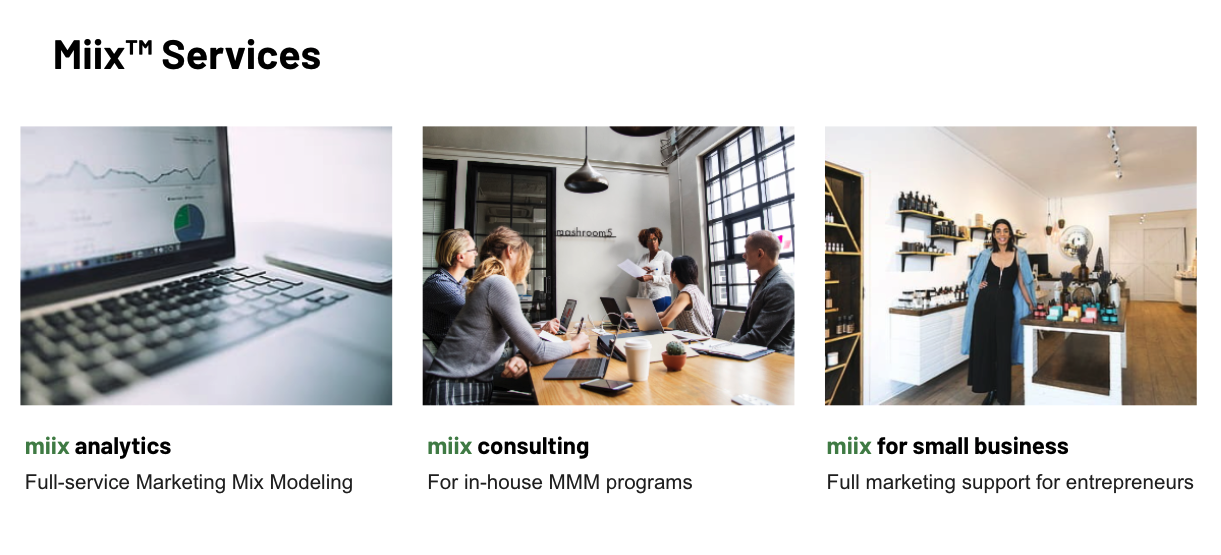 Miix™ Services
mashroom5
miix analytics
miix consulting
miix for small business
Full-service Marketing Mix Modeling
For in-house MMM programs
Full marketing support for entrepreneurs